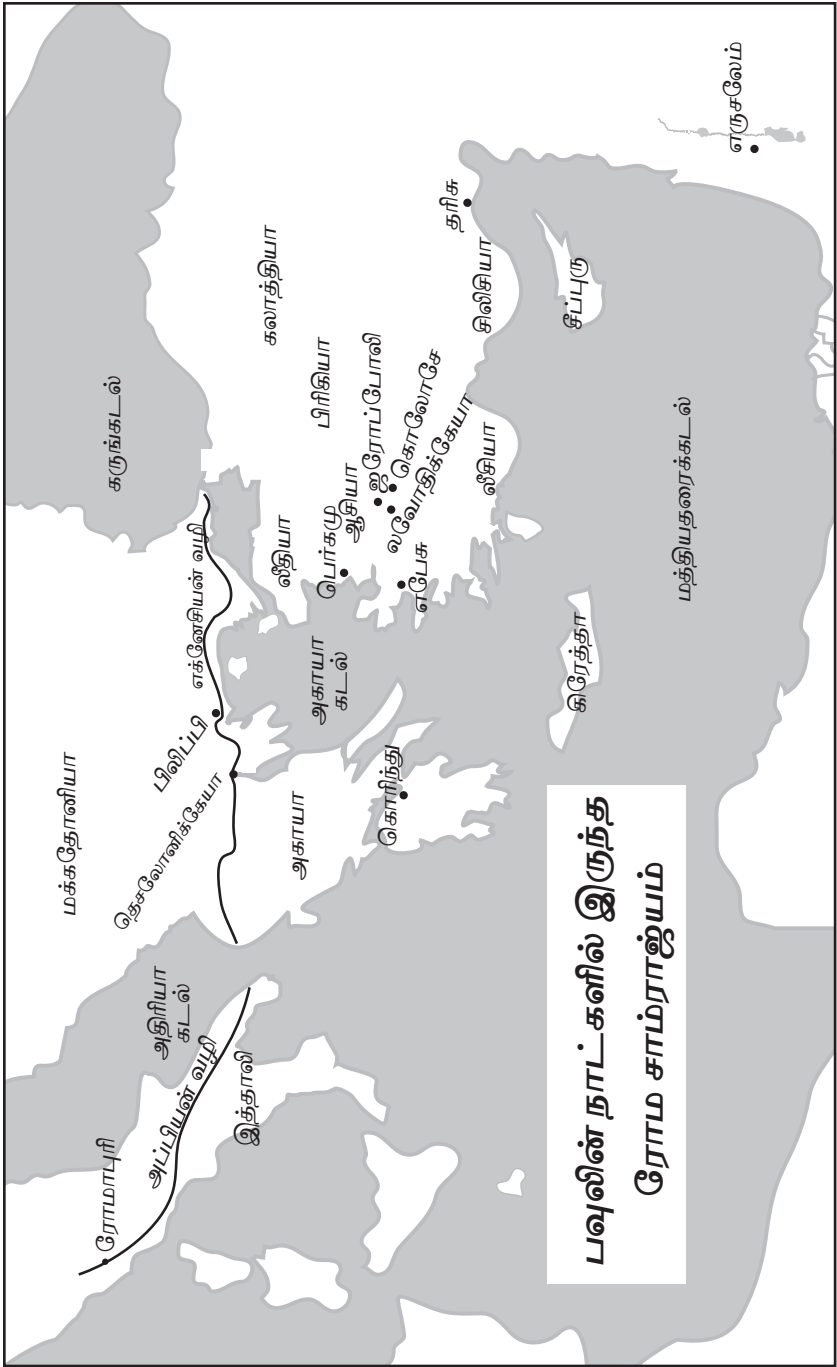 கருங்கடல்
மக்கதோனியா
எக்னேசியன் வழி
பிலிப்பி
தெசலோனிக்கேயா
அதிரியா
கடல்
ரோமாபுரி
அப்பியன் வழி
இத்தாலி
அகாயா
கொரிந்து
அகாயா
கடல்
லீதியா
பெர்கமு
ஆசியா
எபேசு
கலாத்தியா
பிரிகியா
ஐரோப்போலி
கொலோசே
லவோதிக்கேயா
லீசியா
சிலிசியா
தரிசு
சீப்புரு
கிரேத்தா
மத்தியதரைக்கடல்
எருசலேம்
பவுலின் நாட்களில் இருந்த
ரோம சாம்ராஜ்யம்